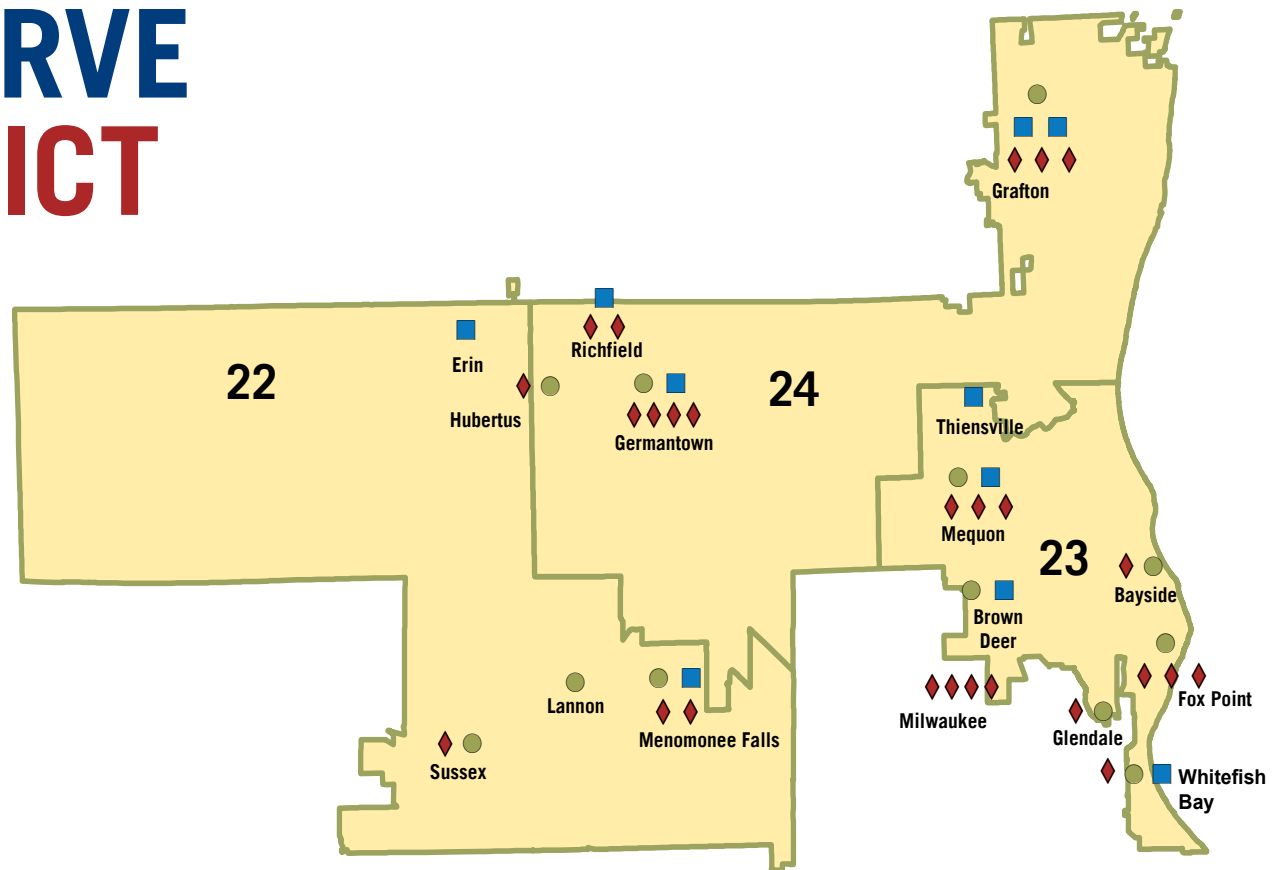 RVE
ICT
Grafton
22
Erin
Richfield
24
Hubertus
Germantown
Thiensville
Mequon
23
Bayside
Brown
Deer
Lannon
Menomonee Falls
Milwaukee
Fox Point
Glendale
Sussex
Whitefish
Bay